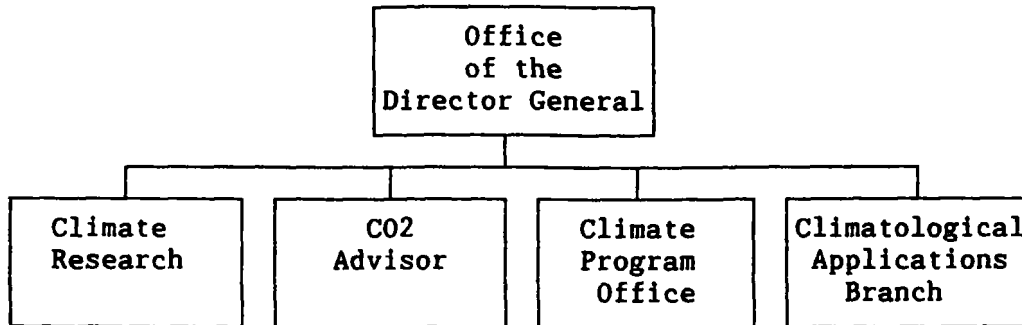 Office
of the
Director General
Climate
Research
CO2
Advisor
Climate
Program
Office
Climatological
Applications
Branch